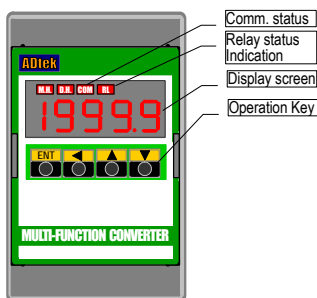 Comm. status
Relay status
Indication
ADtek
M.H. D.H. COM RL
Display screen
1999.9
Operation Key
ENT
MULTI-FUNCTION CONVERTER